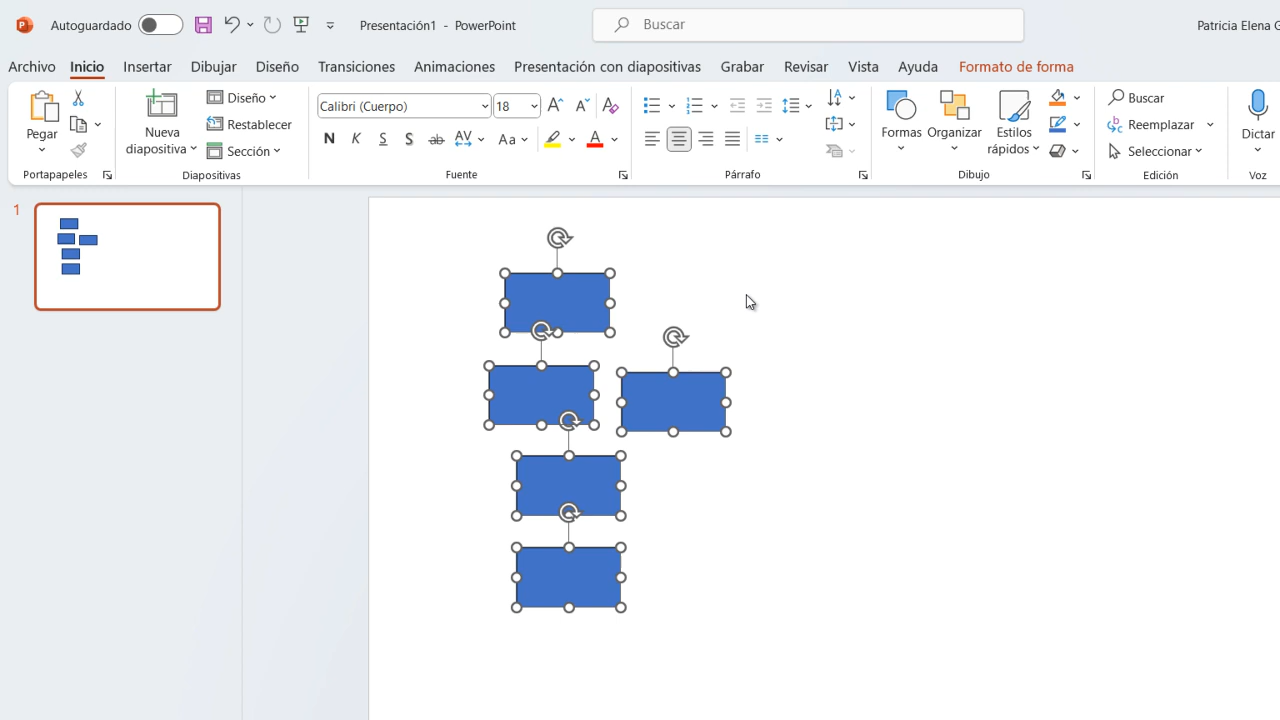 Autoguardado
Presentación1 - PowerPoint
Buscar
Patricia Elena G
Archivo Inicio Insertar Dibujar Diseño Transiciones Animaciones Presentación con diapositivas Grabar Revisar Vista Ayuda Formato de forma
Pegar
Portapapeles
Nueva
diapositiva
Diseño
Restablecer
Sección
Diapositivas
Calibri (Cuerpo) 18
N K S S ab AV Aa A
Fuente
Párrafo
Formas
Organizar
Estilos
rápidos
Dibujo
Buscar
Reemplazar
Seleccionar
Edición
Dictar
Voz
1